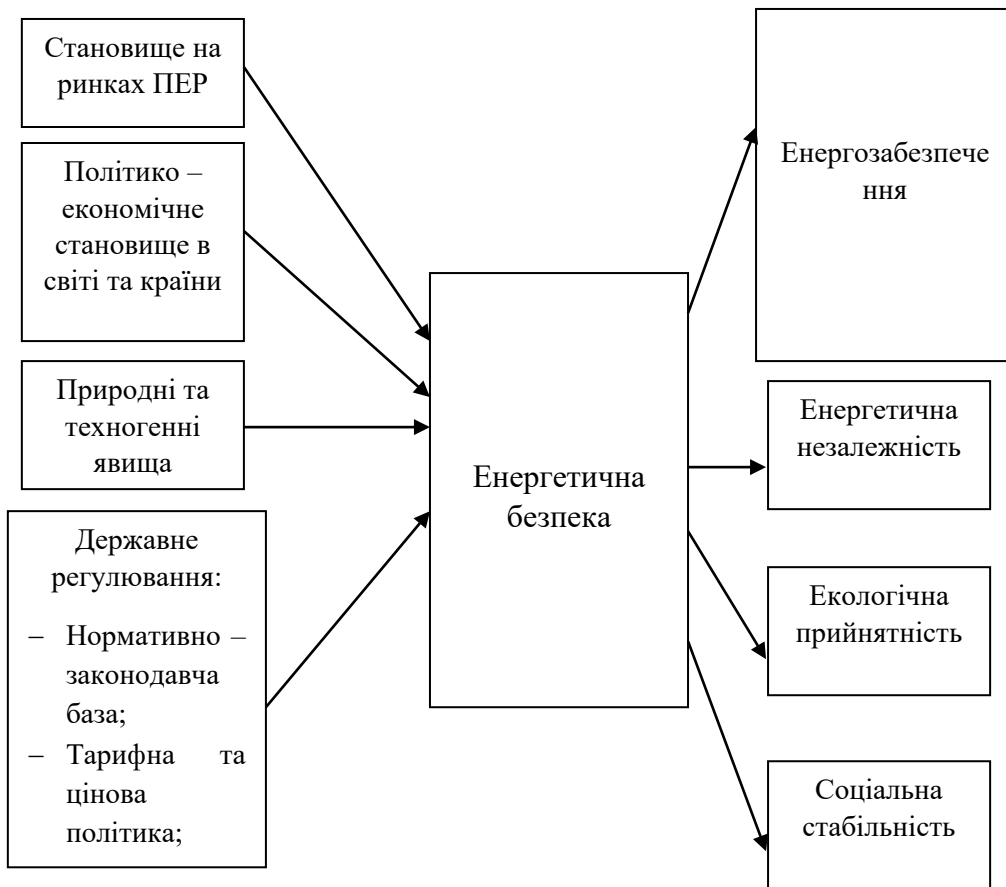 Становище на
ринках ПЕР
Політико –
економічне
становище в
світі та країни
Природні та
техногенні
явища
Державне
регулювання:
– Нормативно –
законодавча
база;
– Тарифна та
цінова
політика;
Енергетична
безпека
Енергозабезпече
ння
Енергетична
незалежність
Екологічна
прийнятність
Соціальна
стабільність